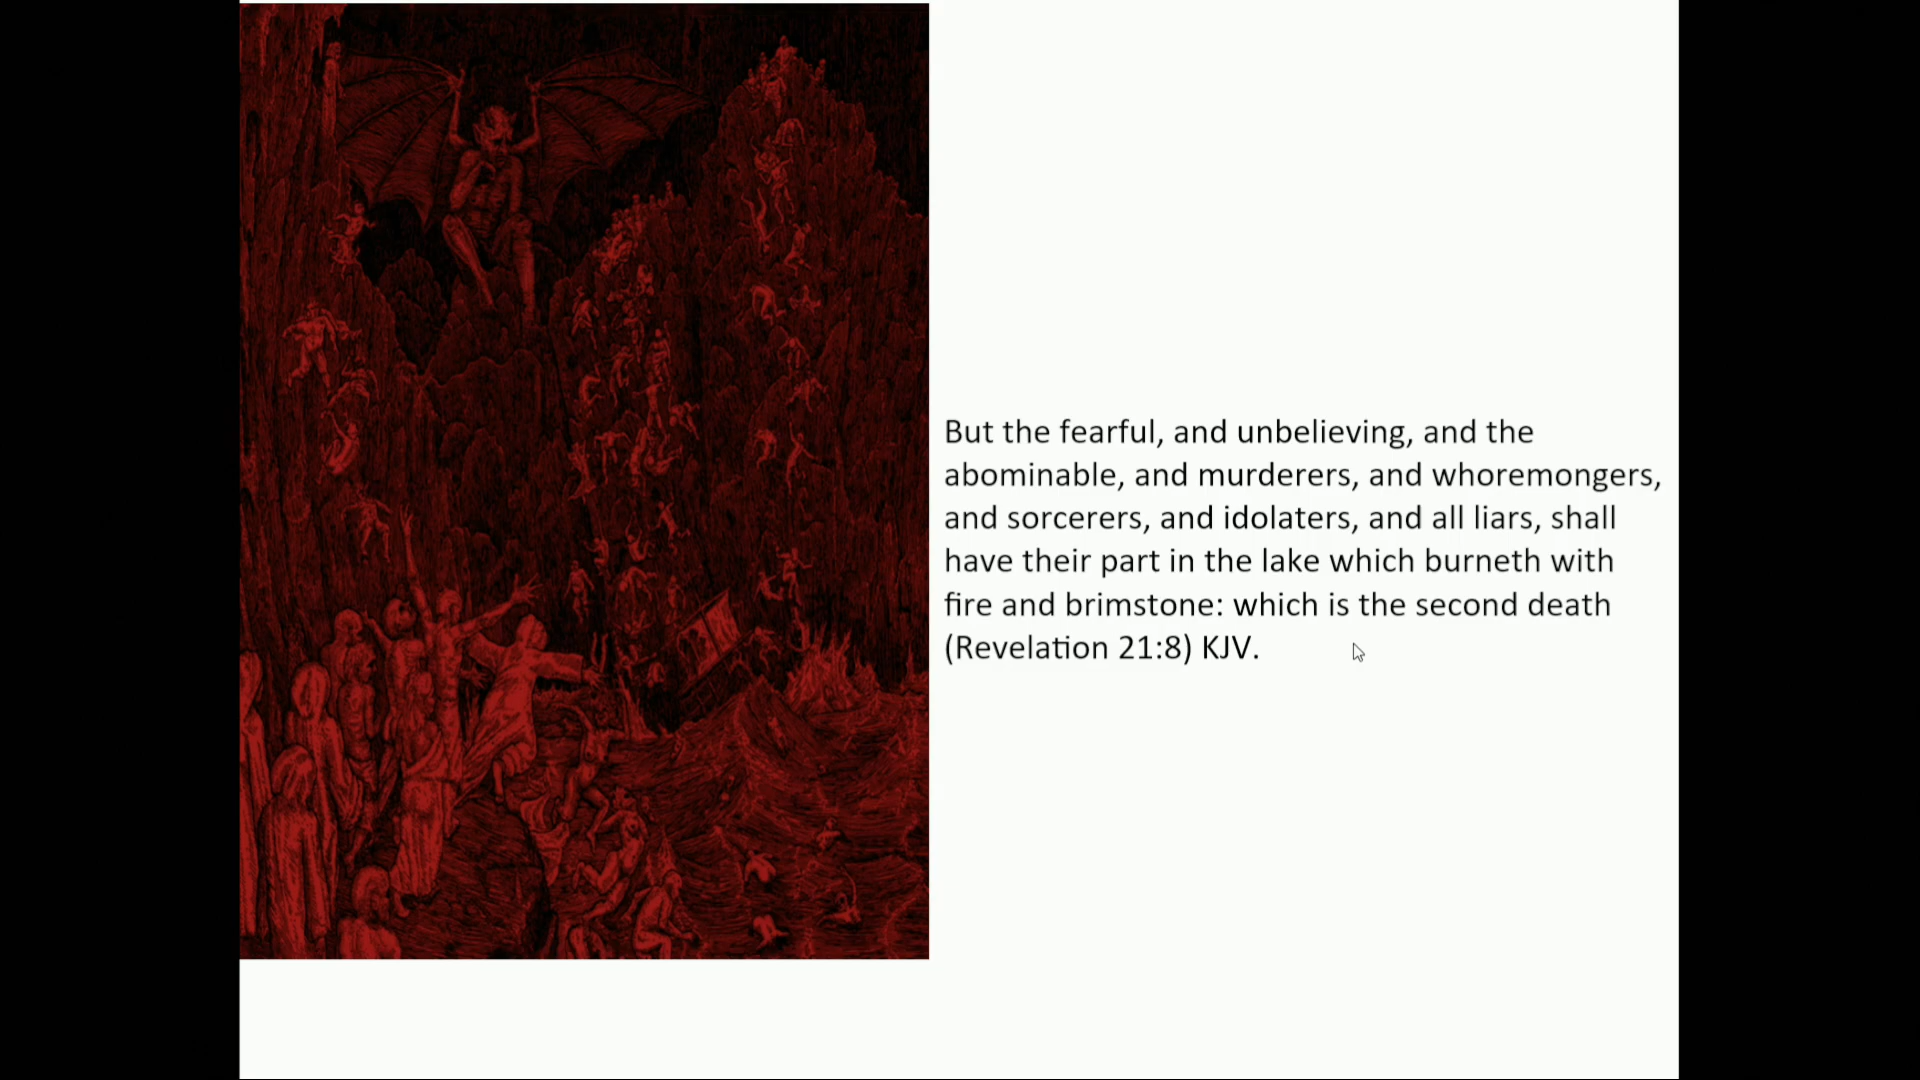 But the fearful, and unbelieving, and the
abominable, and murderers, and whoremongers,
and sorcerers, and idolaters, and all liars, shall
have their part in the lake which burneth with
fire and brimstone: which is the second death
(Revelation 21:8) KJV.